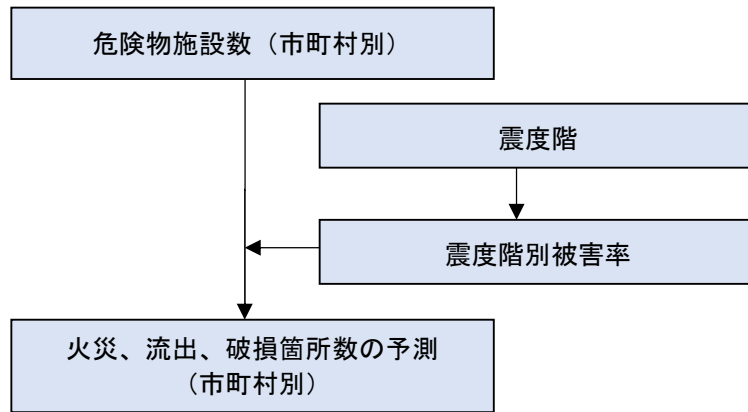 危険物施設数（市町村別）
震度階
震度階別被害率
火災、流出、破損箇所数の予測
（市町村別）